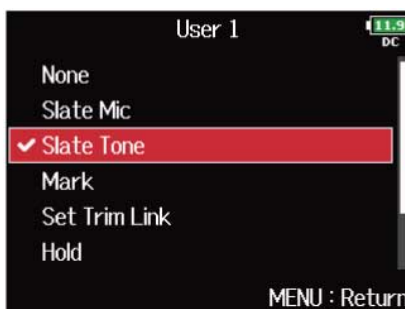 User 1
11.9
DC
None
Slate Mic
Slate Tone
Mark
Set Trim Link
Hold
MENU : Return